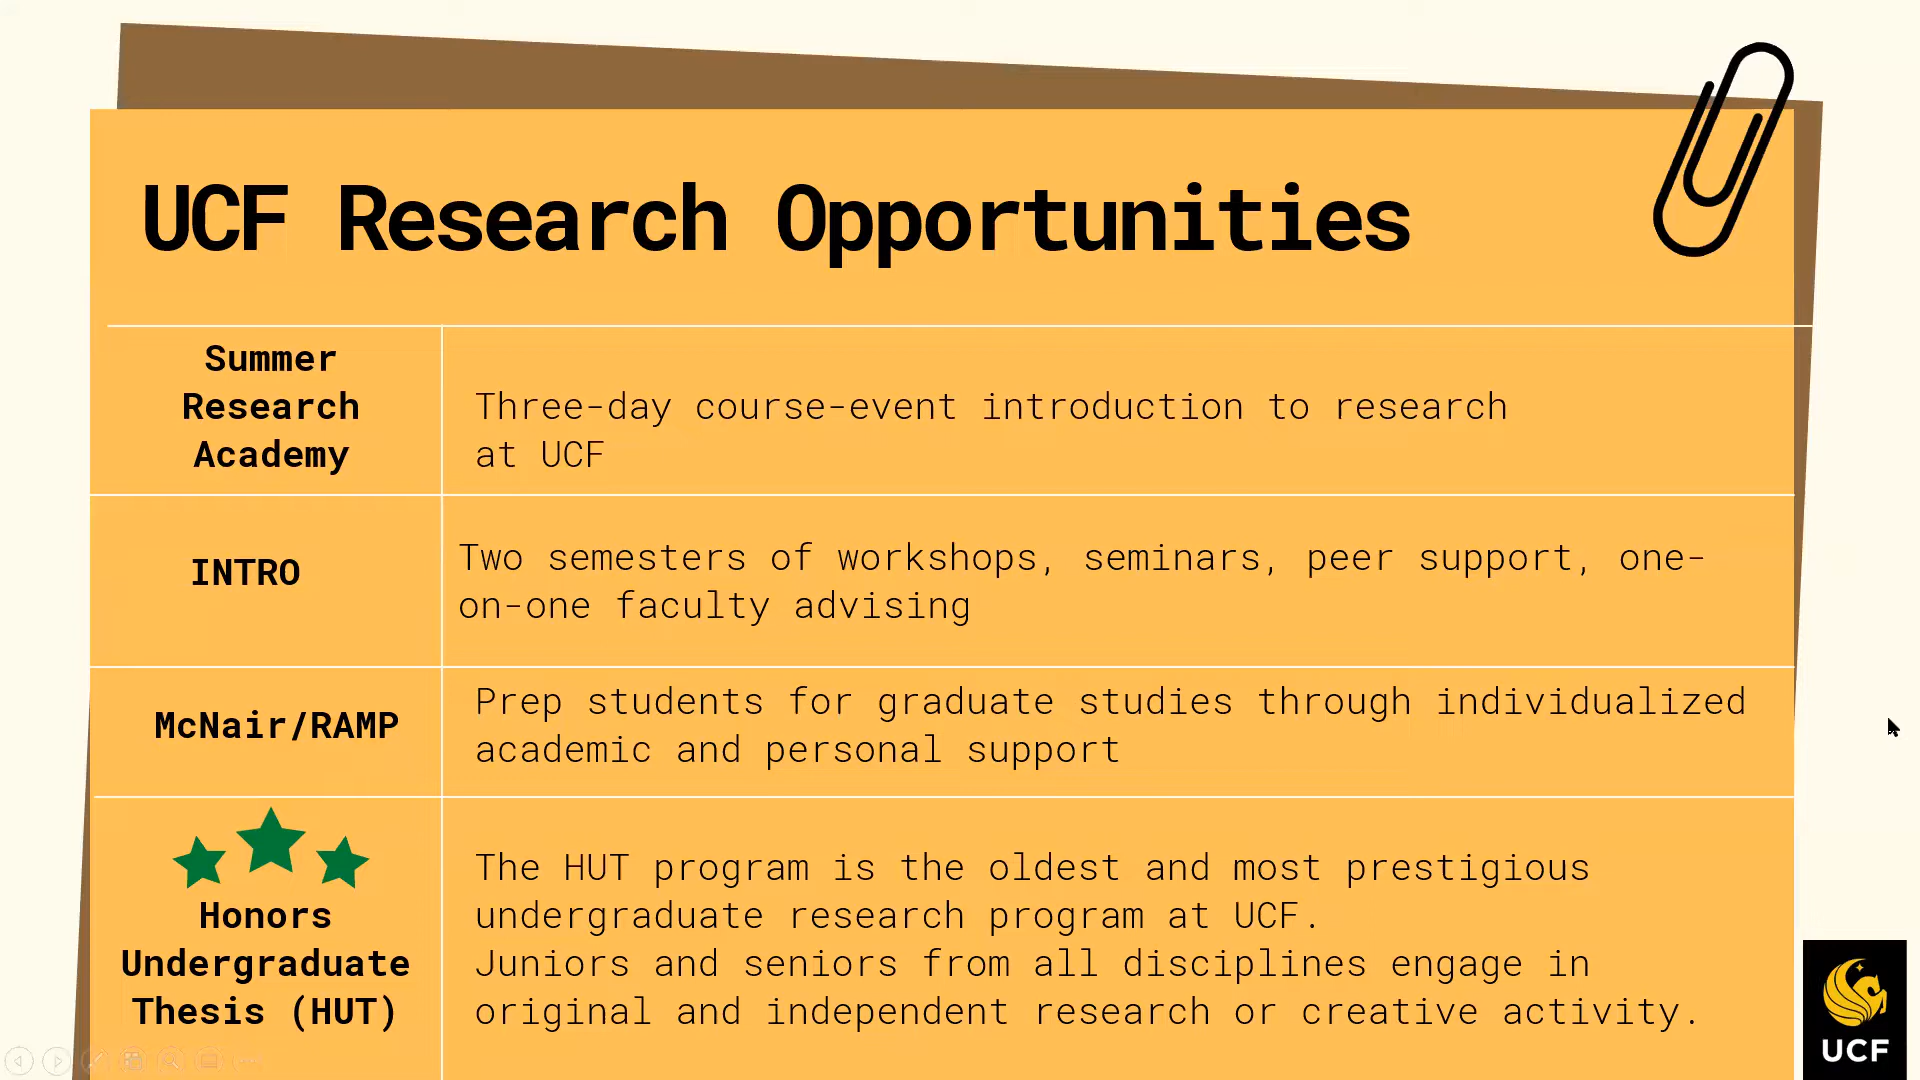 UCF Research Opportunities
Summer
Research
Academy
Three-day course-event introduction to research
at UCF
INTRO
Two semesters of workshops, seminars, peer support, one-
on-one faculty advising
McNair/RAMP
Prep students for graduate studies through individualized
academic and personal support
Honors
Undergraduate
Thesis (HUT)
The HUT program is the oldest and most prestigious
undergraduate research program at UCF.
Juniors and seniors from all disciplines engage in
original and independent research or creative activity.
UCF